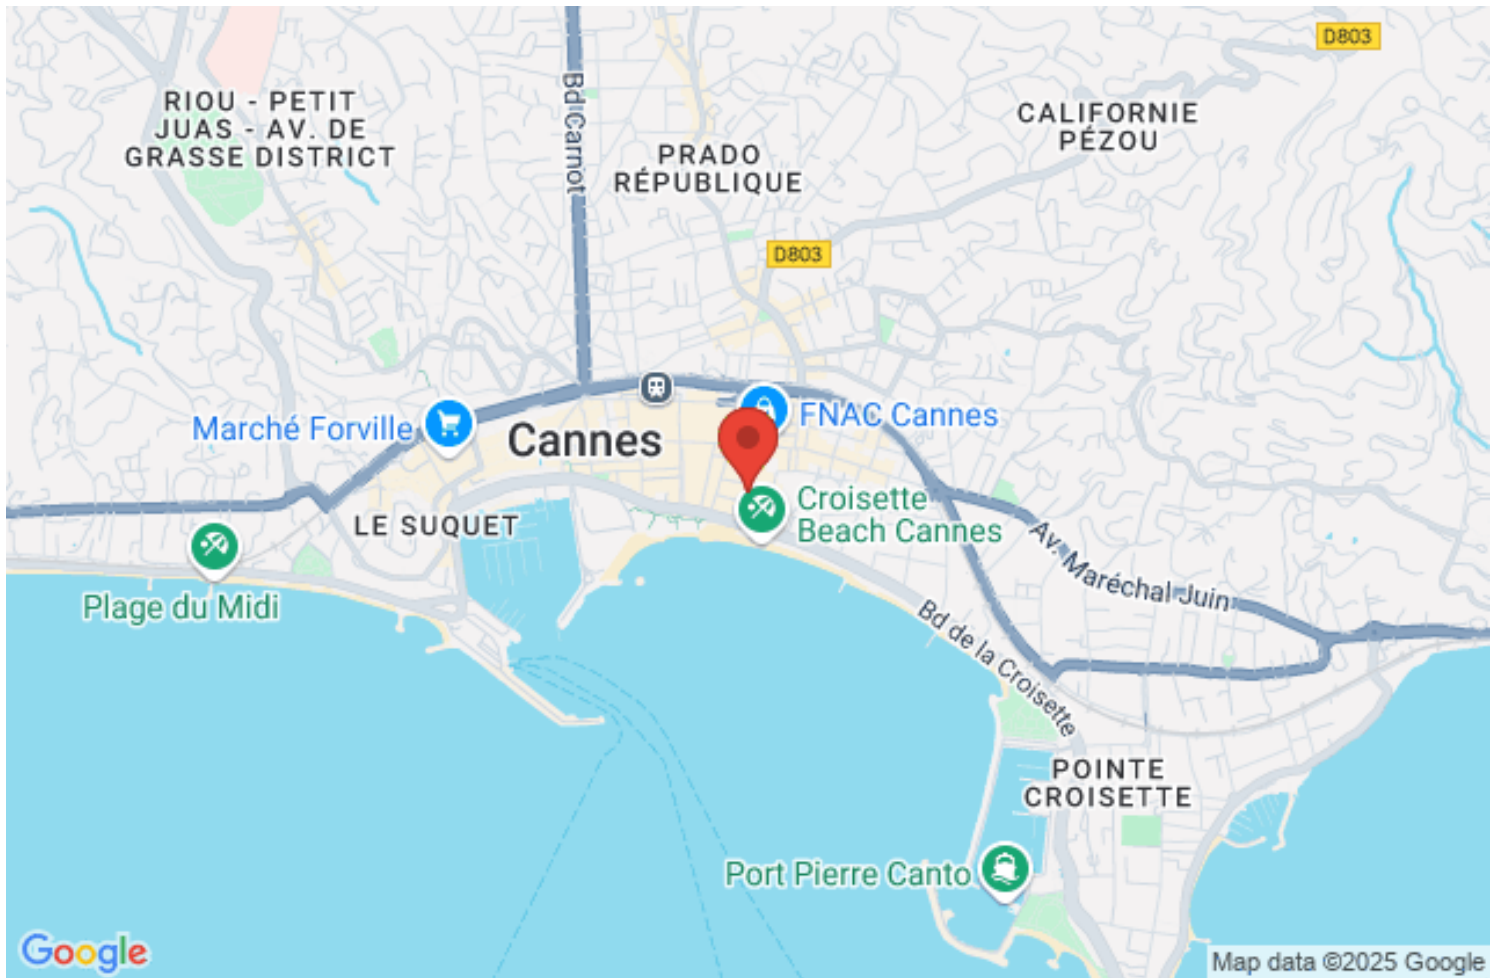 D803
Bd Carnot
RIOU - PETIT
JUAS - AV. DE
GRASSE DISTRICT
CALIFORNIE
PÉZOU
PRADO
RÉPUBLIQUE
D803
Marché Forville
FNAC Cannes
Cannes
Croisette
Beach Cannes
LE SUQUET
Av. Maréchal Juin
Plage du Midi
Bd de la Croisette
POINTE
CROISETTE
Port Pierre Canto
Google
Map data ©2025 Google